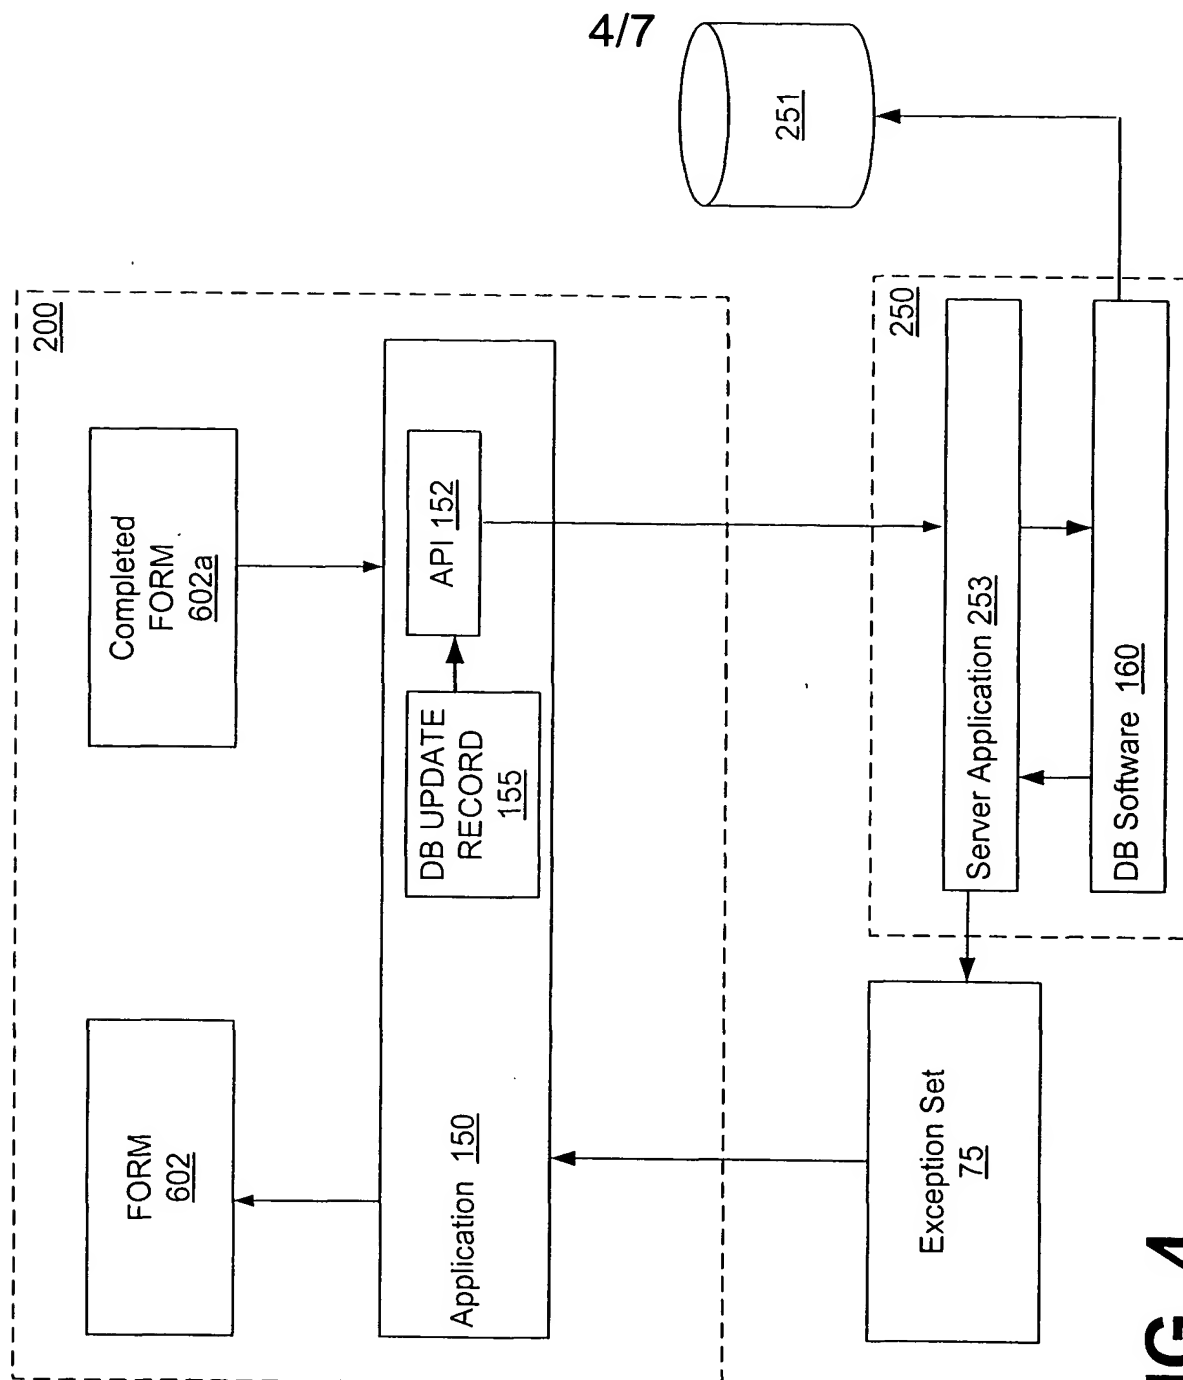 4/7
200
FORM
602
Completed
FORM
602a
Application 150
DB UPDATE
RECORD
155
API 152
Exception Set
75
250
Server Application 253
DB Software 160
251